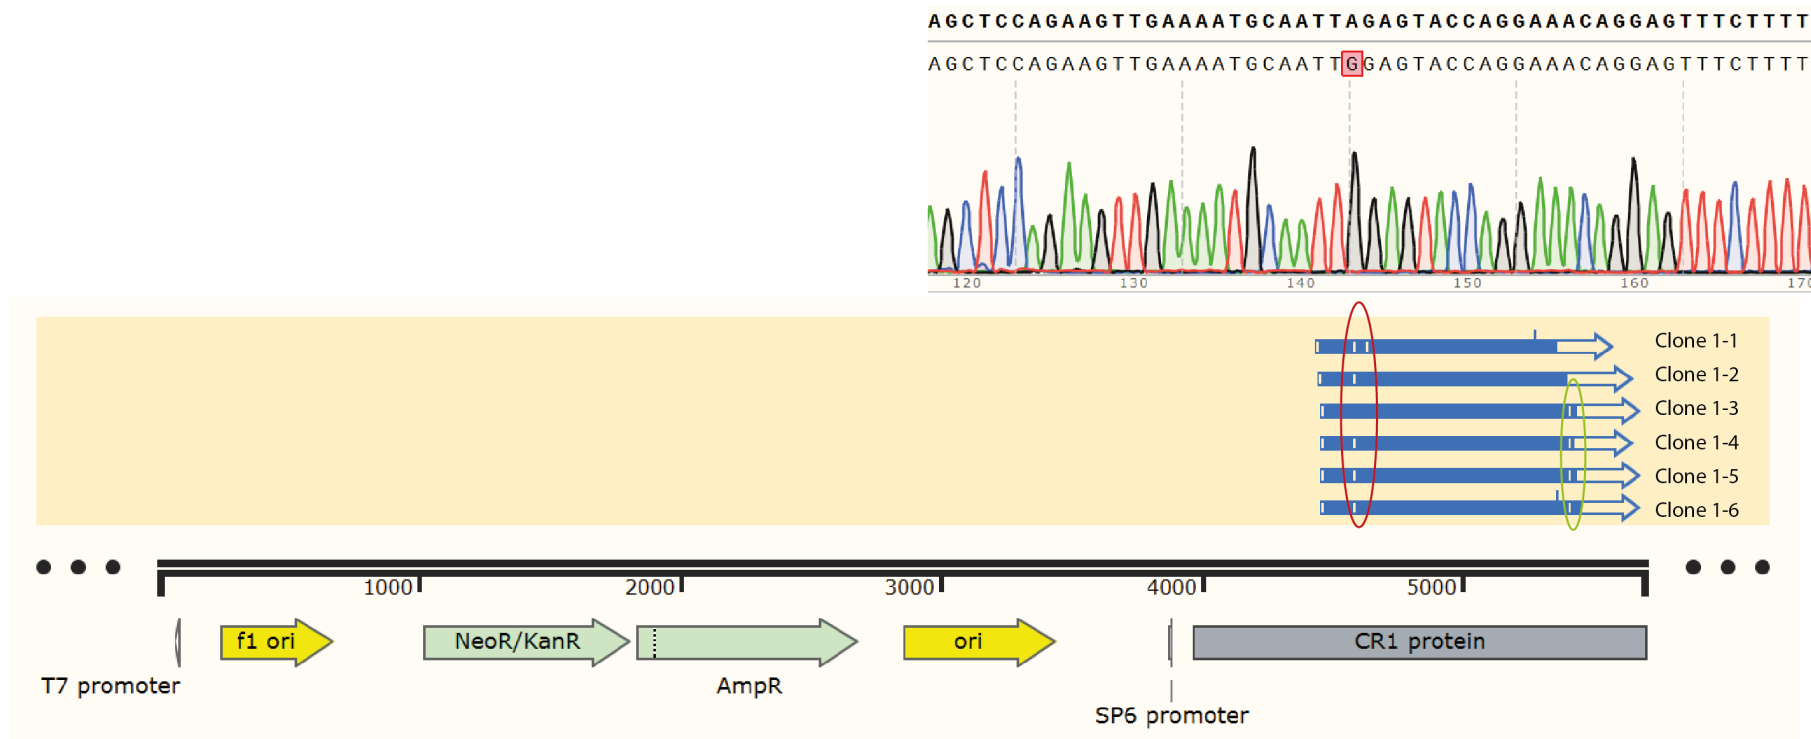 AGCTCCAGAAGTTGAAAATGCAATTAGAGTACCAGGAAACAGGAGTTTCTTTT
AGCTCCAGAAGTTGAAAATGCAATTGGAGTACCAGGAAACAGGAGTTTCTTTT
120 130 140 150 160 170
Clone 1-1
Clone 1-2
Clone 1-3
Clone 1-4
Clone 1-5
Clone 1-6
1000 2000 3000 4000 5000
f1 ori NeoR/KanR ori CR1 protein
T7 promoter AmpR
SP6 promoter